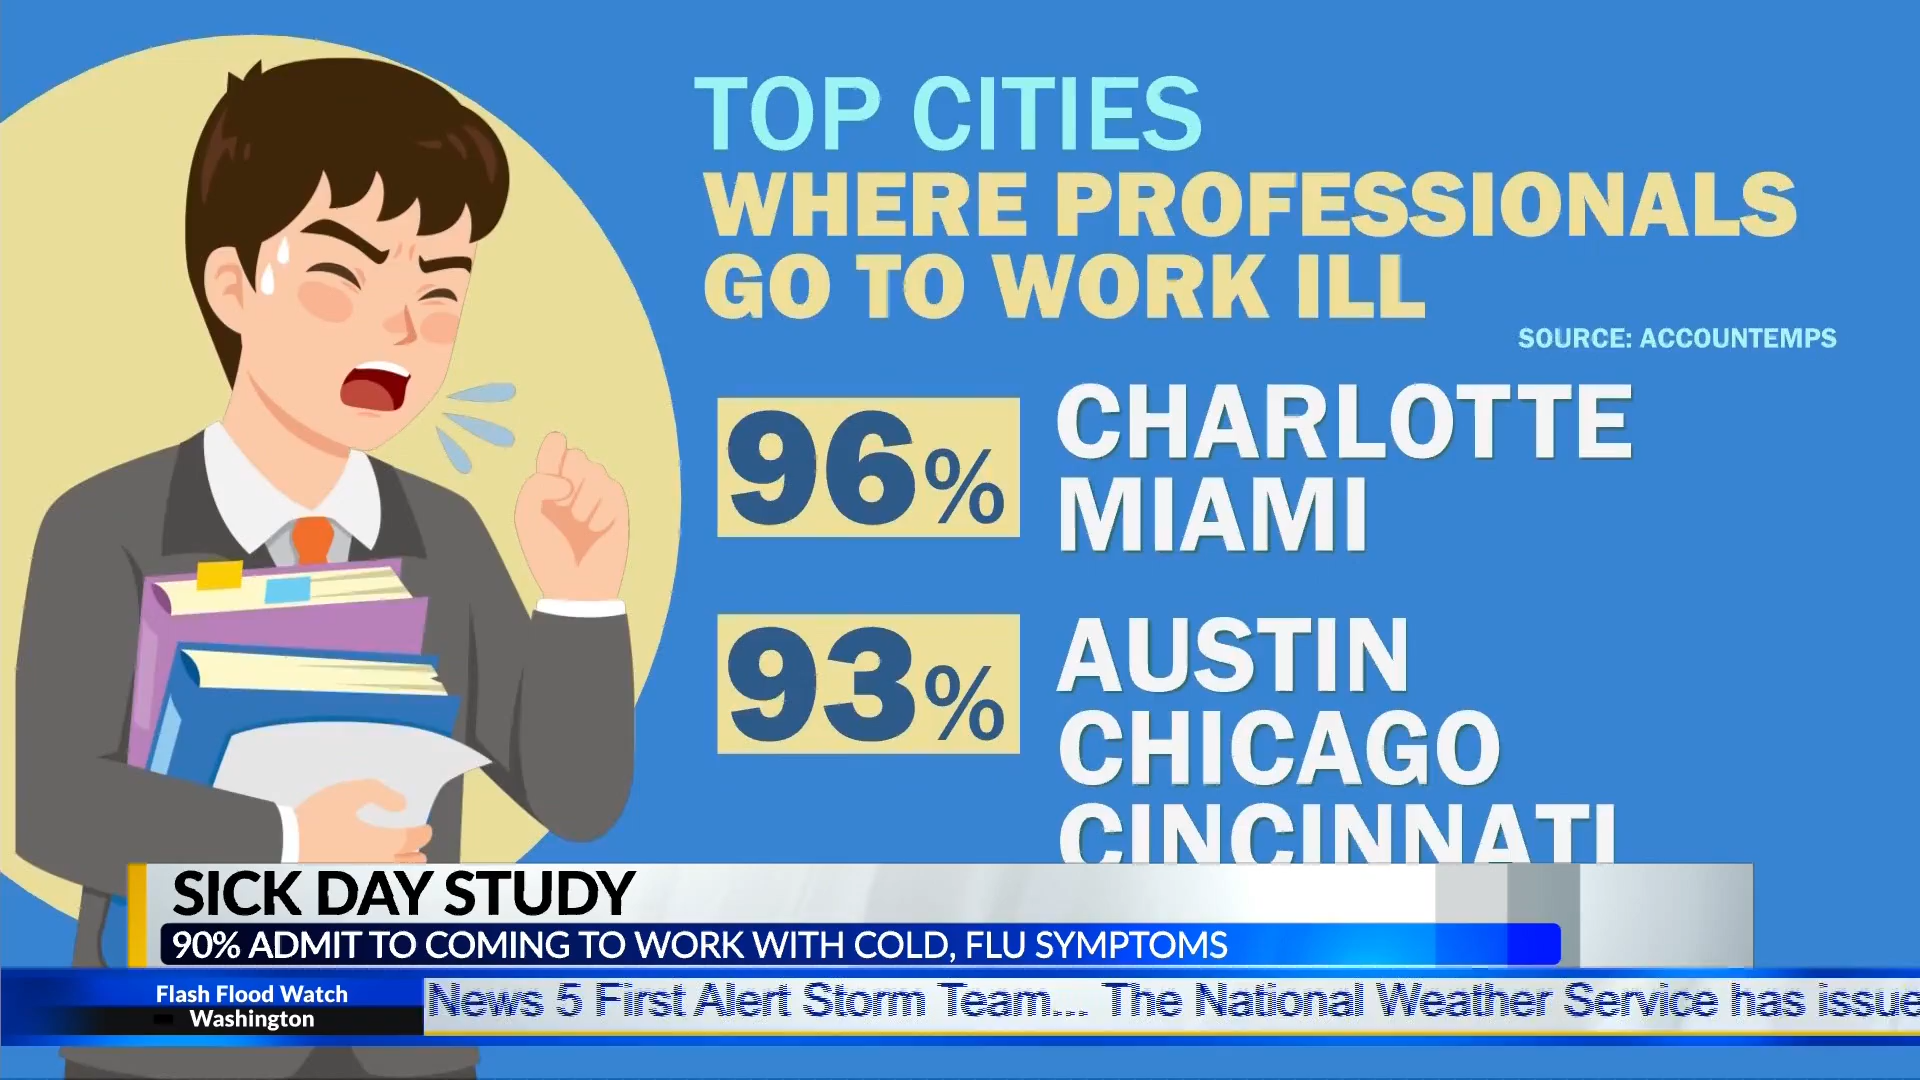 TOP CITIES
WHERE PROFESSIONALS
GO TO WORK ILL
SOURCE: ACCOUNTEMPS
96%
CHARLOTTE
MIAMI
93%
AUSTIN
CHICAGO
CINCINNATI
SICK DAY STUDY
90% ADMIT TO COMING TO WORK WITH COLD, FLU SYMPTOMS
Flash Flood Watch
Washington
News 5 First Alert Storm Team... The National Weather Service has issue